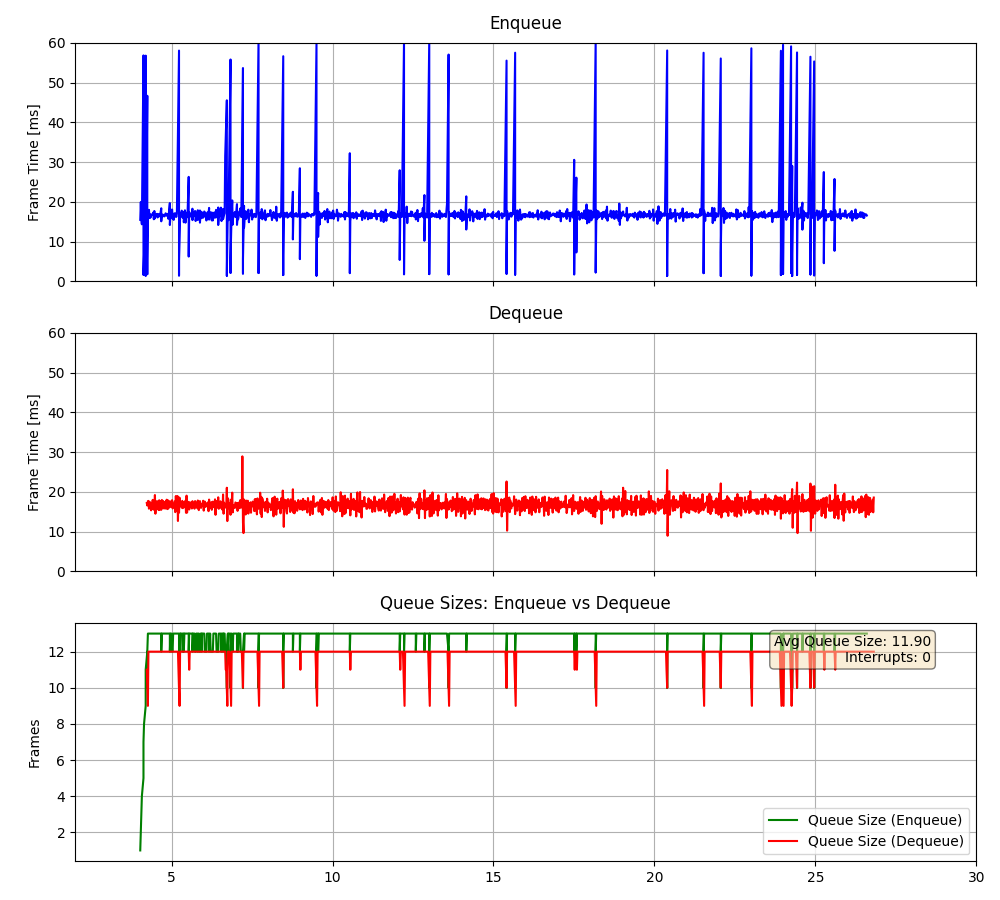 Enqueue
60
50
40
30
20
10
0
Frame Time [ms]
Dequeue
60
50
40
30
20
10
0
Frame Time [ms]
Queue Sizes: Enqueue vs Dequeue
12
10
8
6
4
2
Frames
Avg Queue Size: 11.90
Interrupts: 0
Queue Size (Enqueue)
Queue Size (Dequeue)
5 10 15 20 25 30